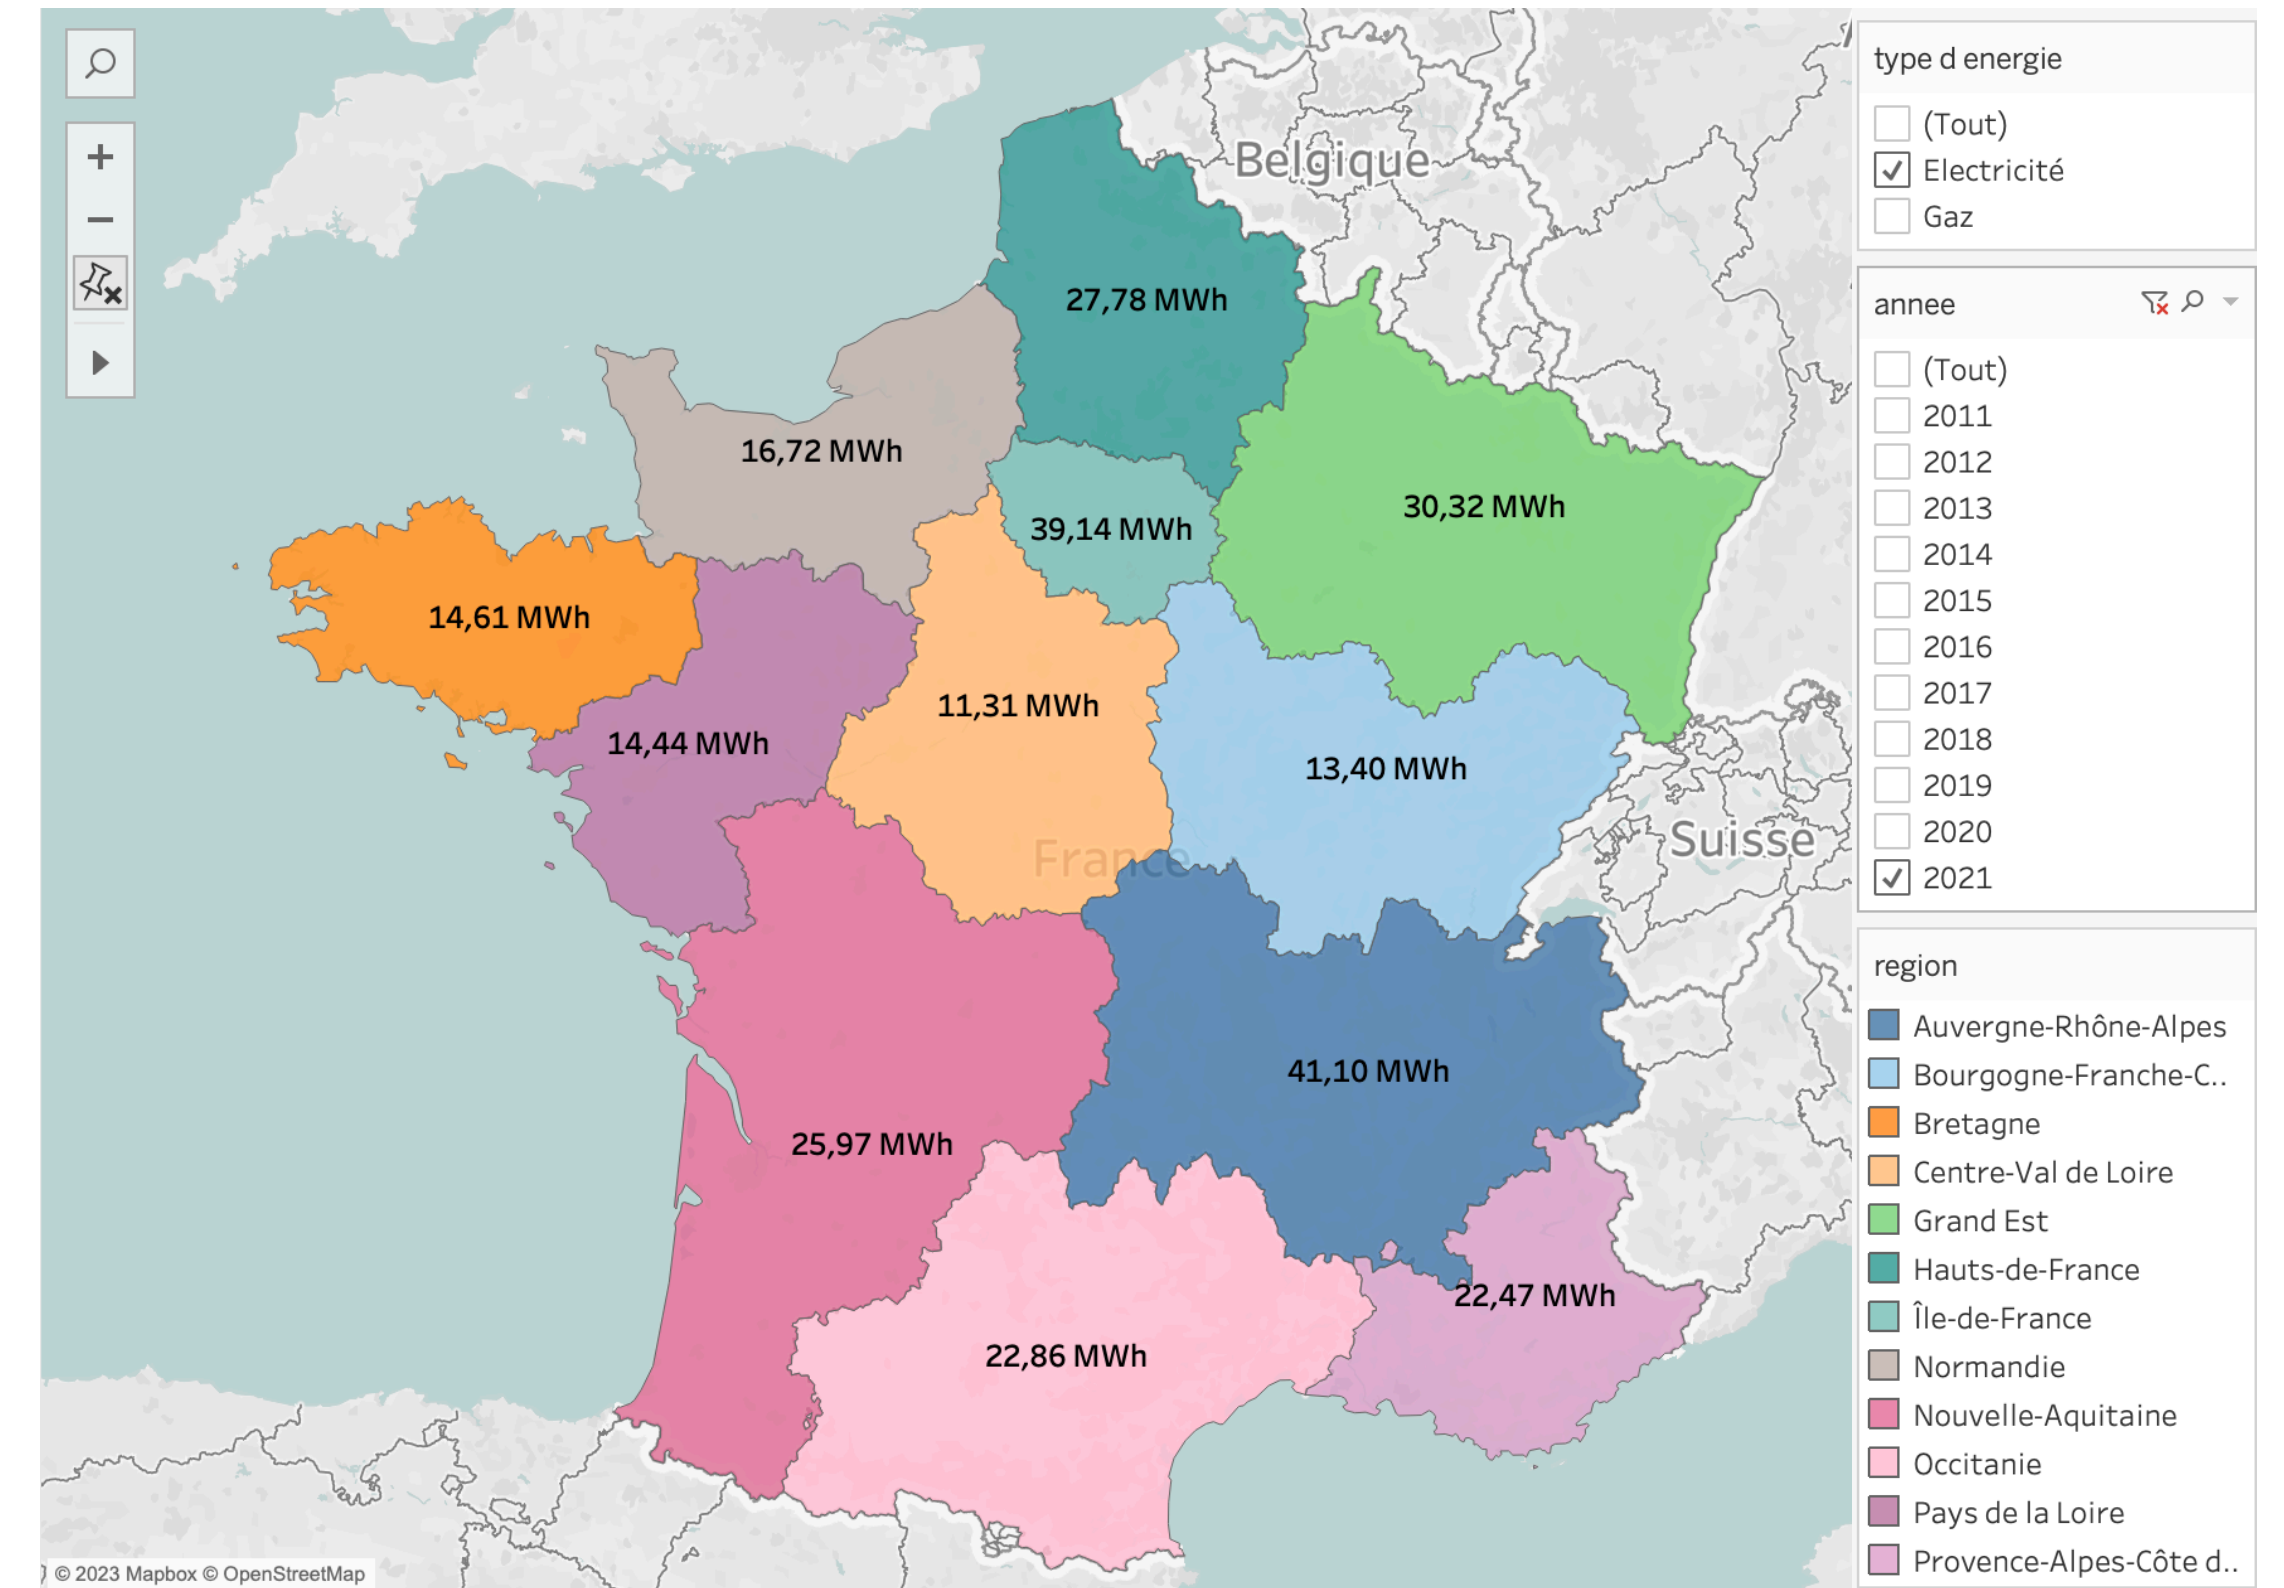 Belgique
27,78 MWh
16,72 MWh
30,32 MWh
39,14 MWh
14,61 MWh
11,31 MWh
14,44 MWh
13,40 MWh
Suisse
France
41,10 MWh
25,97 MWh
22,47 MWh
22,86 MWh
© 2023 Mapbox © OpenStreetMap
type d energie
(Tout)
Electricité
Gaz
annee
(Tout)
2011
2012
2013
2014
2015
2016
2017
2018
2019
2020
2021
region
Auvergne-Rhône-Alpes
Bourgogne-Franche-C..
Bretagne
Centre-Val de Loire
Grand Est
Hauts-de-France
Île-de-France
Normandie
Nouvelle-Aquitaine
Occitanie
Pays de la Loire
Provence-Alpes-Côte d..